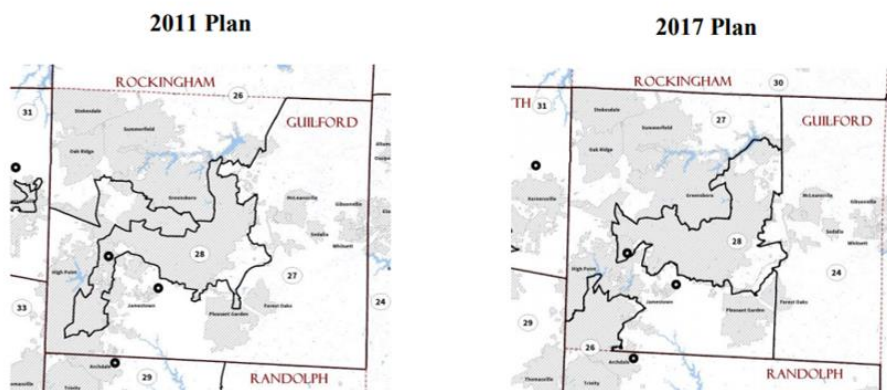 2011 Plan
ROCKINGHAM
26
31
GUILFORD
Stokesdale
Summerfield
Oak Ridge
Greensboro
McLeansville
Gibsonville
Sedalia
Whitsett
28
High Point
27
Jamestown
Forest Oaks
Pleasant Garden
33
24
Archdale
29
Trinity
RANDOLPH
2017 Plan
ROCKINGHAM
30
TH
31
27
GUILFORD
Stokesdale
Summerfield
Oak Ridge
Kernersville
Greensboro
McLeansville
Gibsonville
Sedalia
Whitsett
28
24
High Point
Jamestown
Forest Oaks
Pleasant Garden
29
26
Archdale
Thomasville
Trinity
RANDOLPH